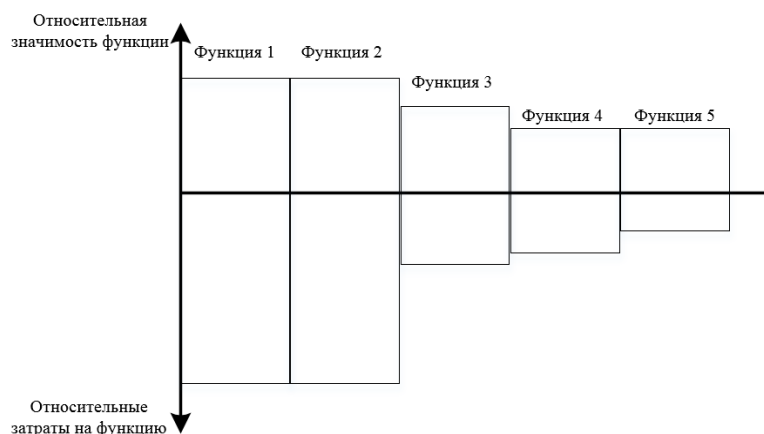 Относительная
значимость функции
Функция 1
Функция 2
Функция 3
Функция 4
Функция 5
Относительные
затраты на функцию